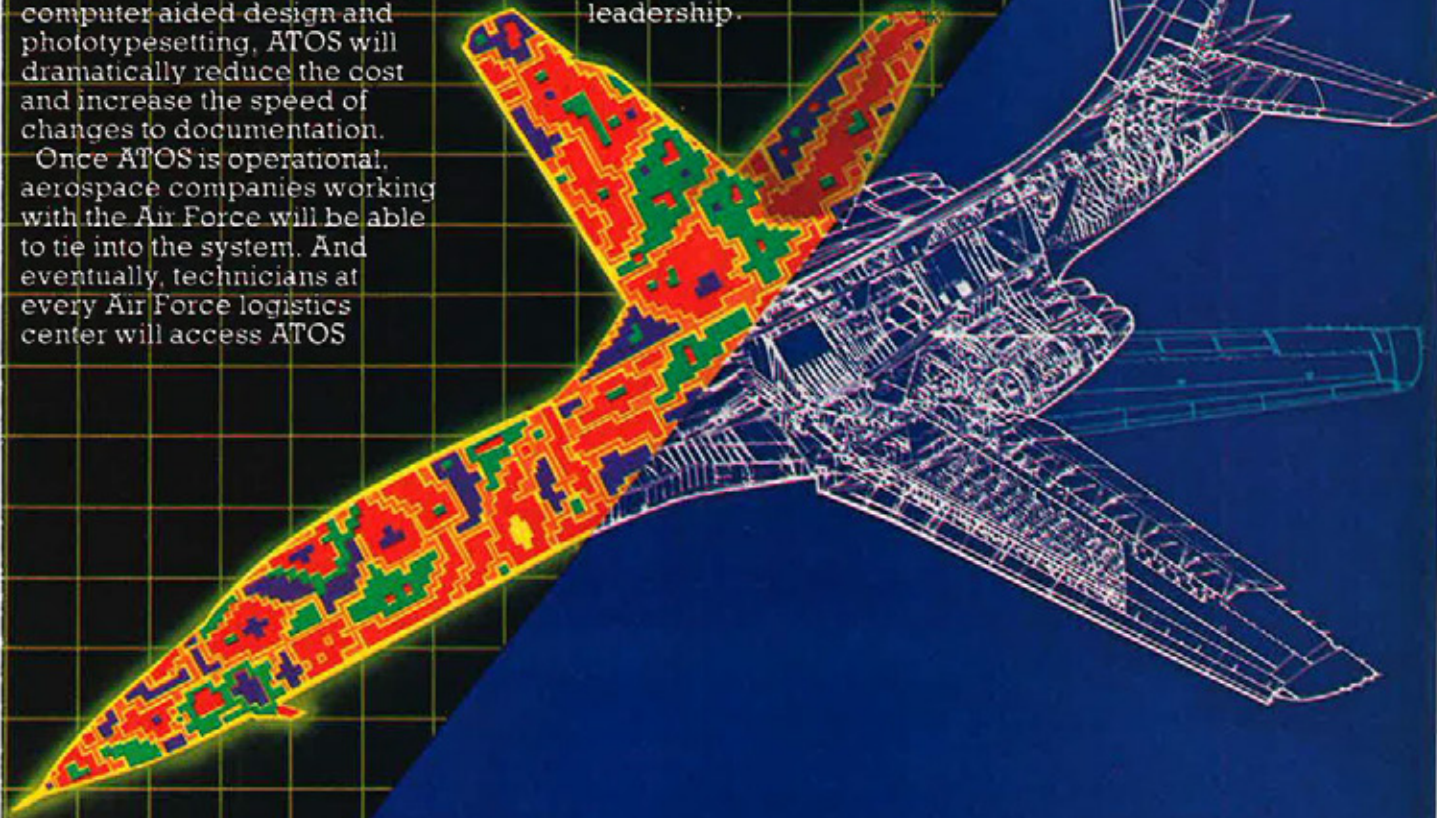 computer aided design and
phototypesetting, ATOS will
dramatically reduce the cost
and increase the speed of
changes to documentation.
Once ATOS is operational,
aerospace companies working
with the Air Force will be able
to tie into the system. And
eventually, technicians at
every Air Force logistics
center will access ATOS
leadership.